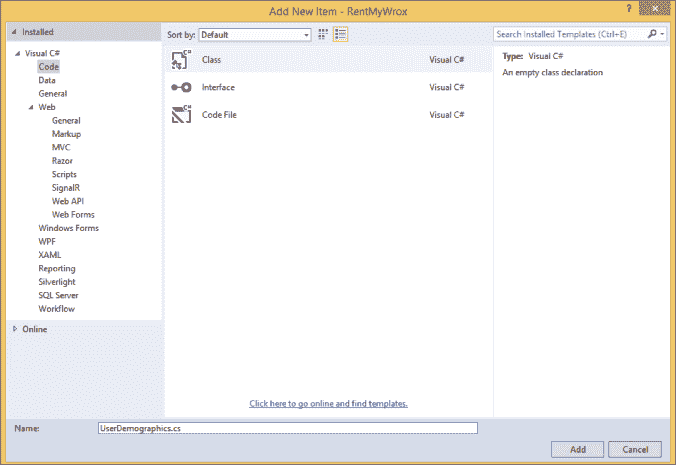 Add New Item - RentMyWrox
?
Installed
Sort by: Default
Search Installed Templates (Ctrl+E)
Visual C#
Code
Data
General
Web
General
Markup
MVC
Razor
Scripts
SignalR
Web API
Web Forms
Windows Forms
WPF
XAML
Reporting
Silverlight
SQL Server
Workflow
Online
C# Class Visual C#
Interface Visual C#
C# Code File Visual C#
Type: Visual C#
An empty class declaration
Click here to go online and find templates.
Name: UserDemographics.cs
Add Cancel